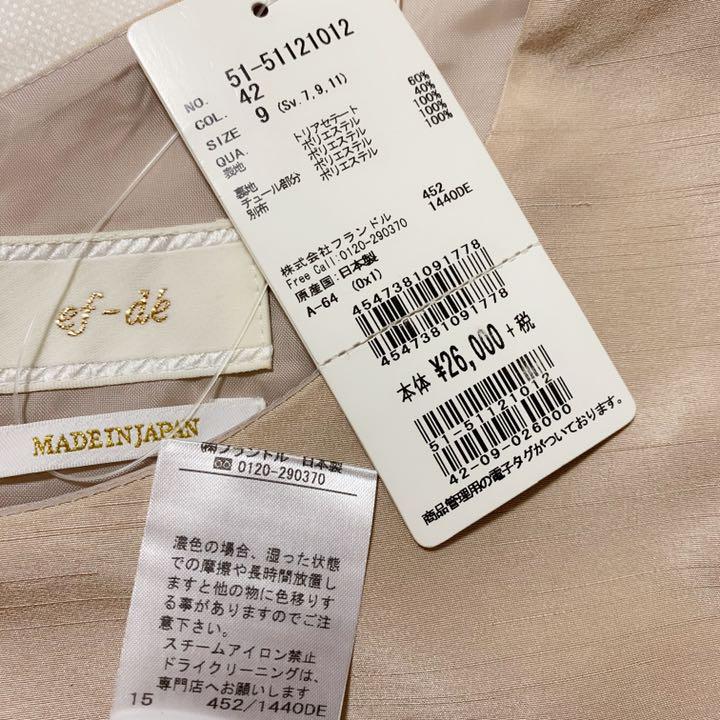 NO. 51-51121012
COL. 42
SIZE 9 (Sv.7,9,11)
QUA.
表地 トリアセテート 60%
ポリエステル 40%
裏地 ポリエステル 100%
チュール部分 ポリエステル 100%
別布 ポリエステル 100%
452
1440DE
株式会社フランドル
Free Call:0120-290370
原産国:日本製
A-64 (0x1)
4547381091778
4547381091778
本体 ¥26,000 +税
51-51121012
42-09-026000
商品管理用の電子タグがついております。
ef-dé
MADE IN JAPAN
(株)フランドル 日本製
0120-290370
濃色の場合、湿った状態
での摩擦や長時間放置し
ますと他の物に色移りす
る事がありますのでご注
意下さい。
スチームアイロン禁止
ドライクリーニングは、
専門店へお願いします
15 452/1440DE